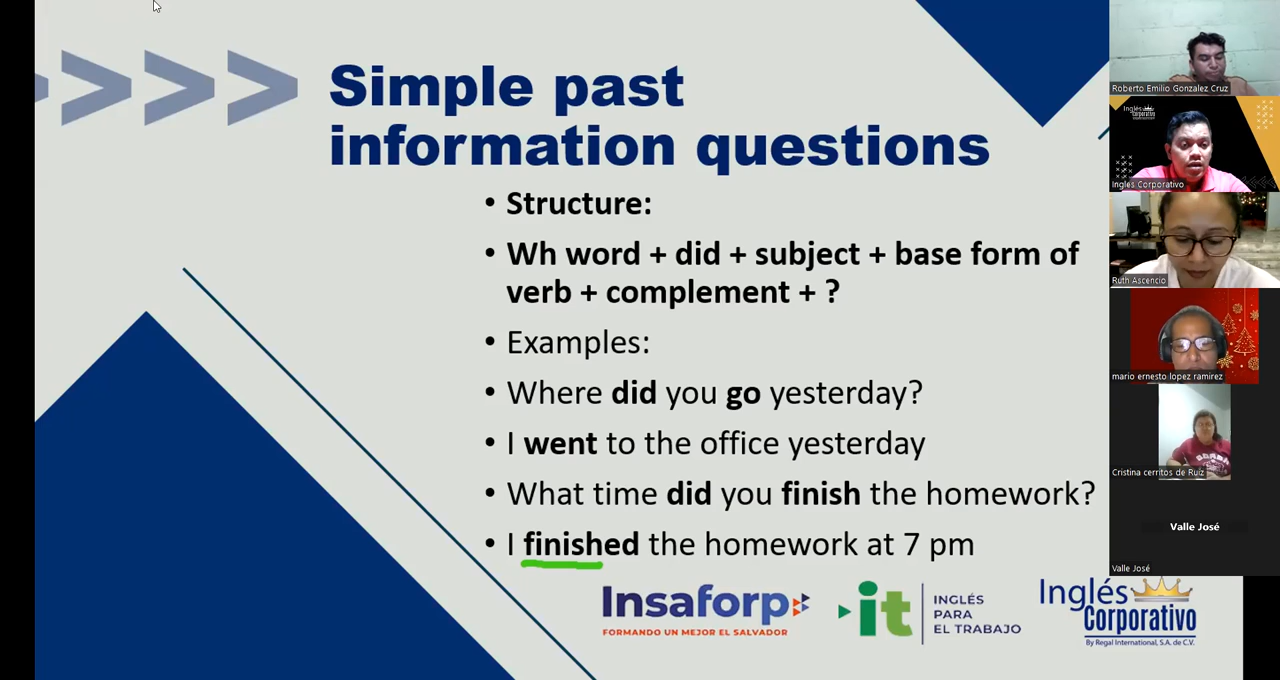 Simple past
information questions
• Structure:
• Wh word + did + subject + base form of
verb + complement + ?
• Examples:
• Where did you go yesterday?
• I went to the office yesterday
• What time did you finish the homework?
• I finished the homework at 7 pm
Insaforp
FORMANDO UN MEJOR EL SALVADOR
it
INGLÉS
PARA
EL TRABAJO
Inglés
Corporativo
By Regal International, S.A. de C.V.
Roberto Emilio Gonzalez Cruz
Inglés
Corporativo
Ingles Corporativo
Ruth Ascencio
mario ernesto lopez ramirez
Cristina cerritos de Ruiz
Valle José
Valle José